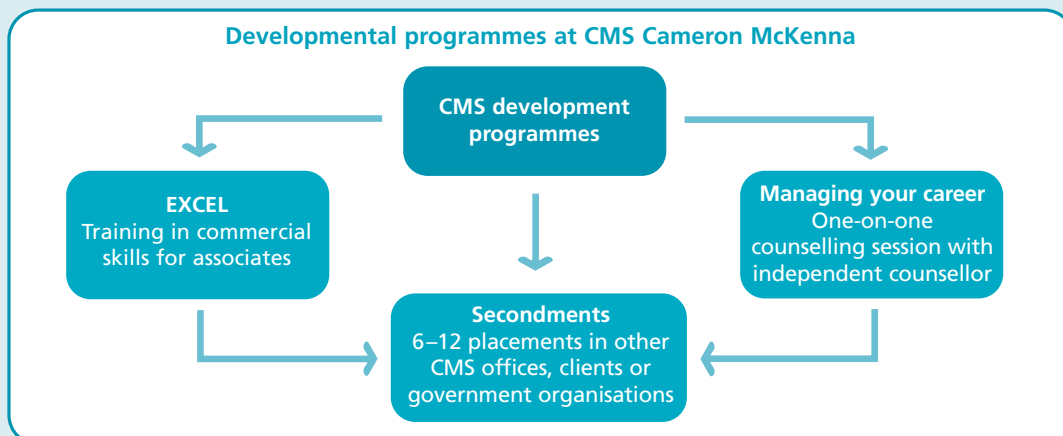 Developmental programmes at CMS Cameron McKenna
CMS development
programmes
EXCEL
Training in commercial
skills for associates
Managing your career
One-on-one
counselling session with
independent counsellor
Secondments
6–12 placements in other
CMS offices, clients or
government organisations